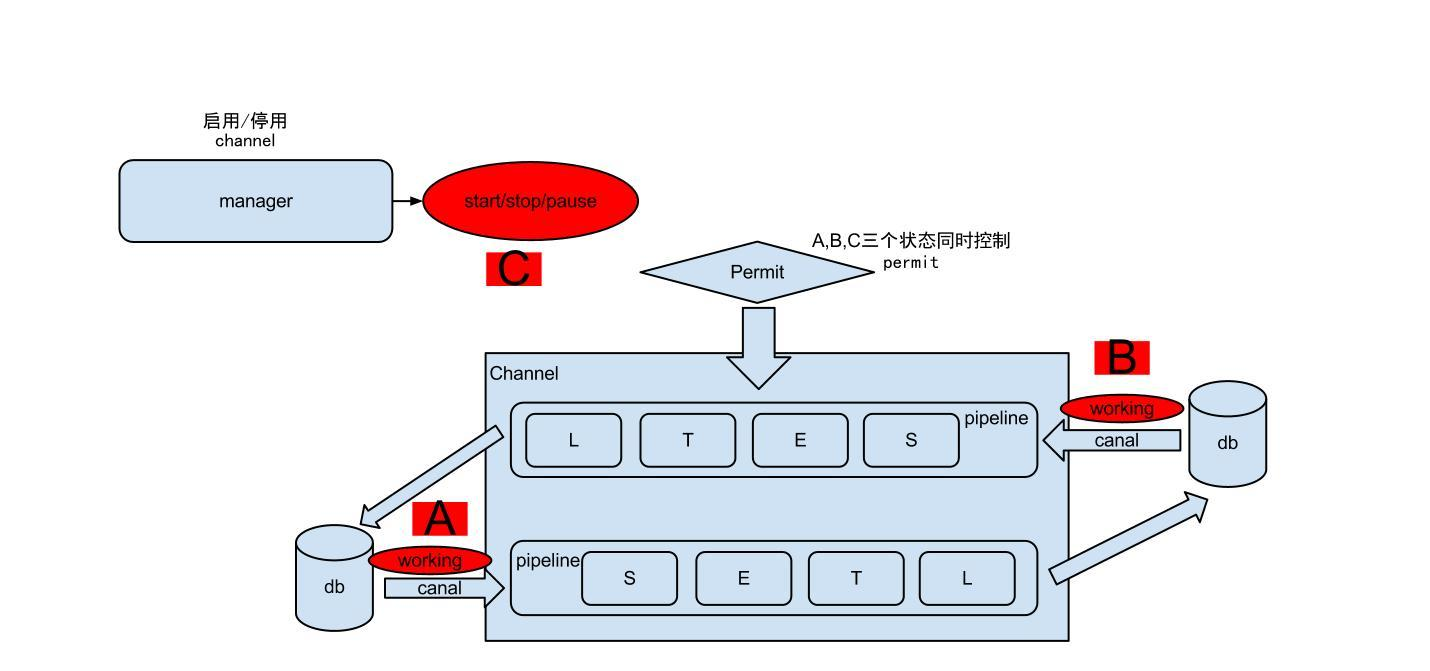 启用/停用
channel
manager
start/stop/pause
C
A,B,C三个状态同时控制
permit
Permit
B
Channel
pipeline
L
T
E
S
working
canal
db
A
working
canal
db
pipeline
S
E
T
L